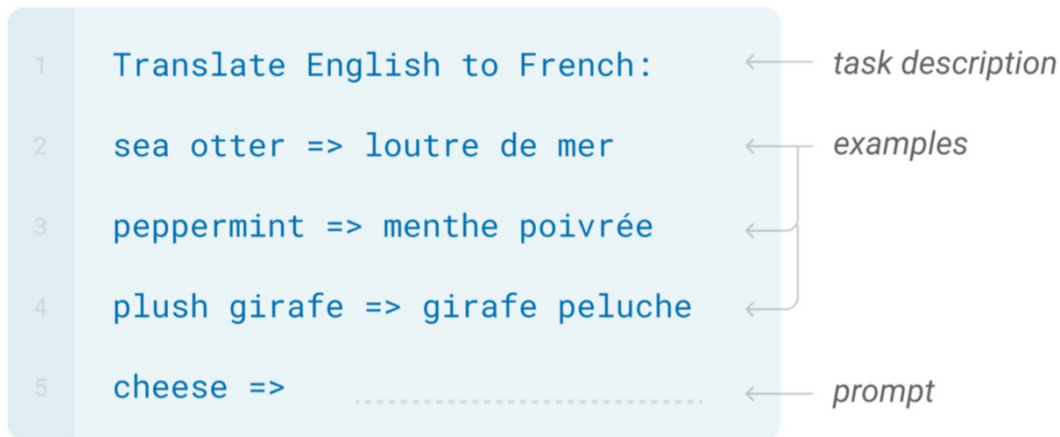 1 Translate English to French: task description
2 sea otter => loutre de mer examples
3 peppermint => menthe poivrée
4 plush girafe => girafe peluche
5 cheese => prompt